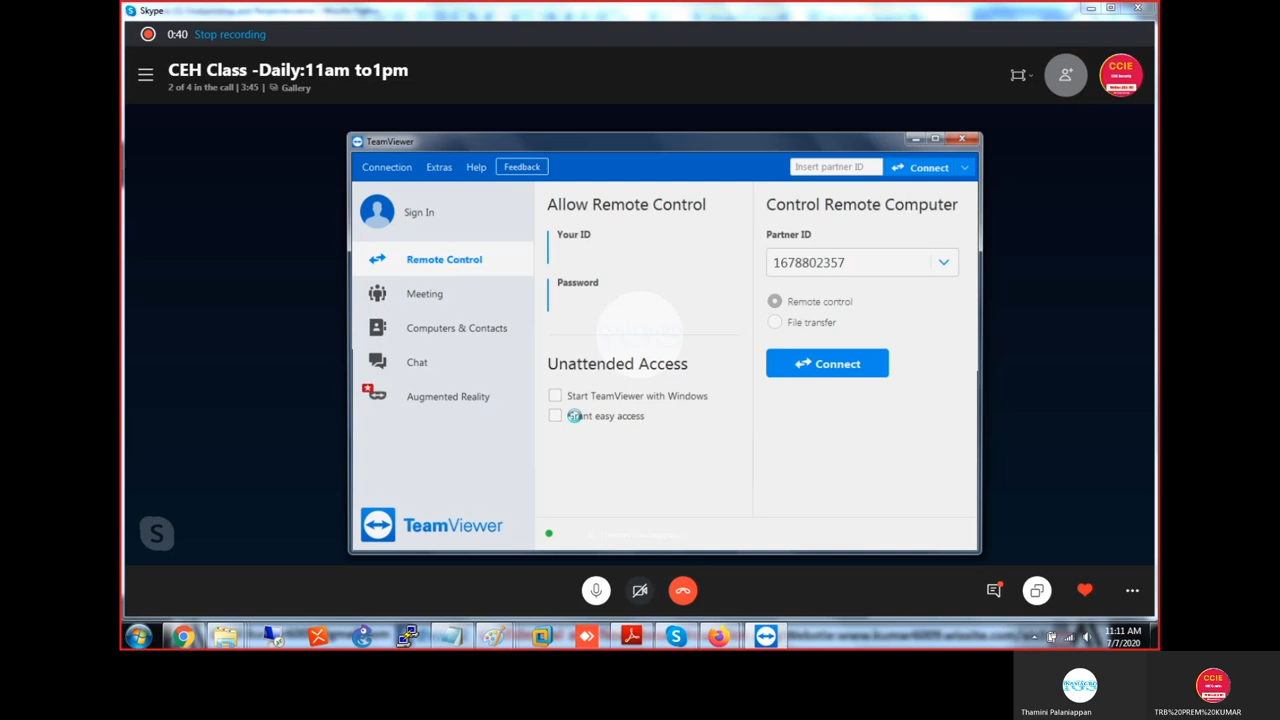 Skype
0:40 Stop recording
CEH Class -Daily:11am to1pm
2 of 4 in the call | 3:45 | Gallery
CCIE
TeamViewer
Connection Extras Help Feedback
Insert partner ID Connect
Sign In
Remote Control
Meeting
Computers & Contacts
Chat
Augmented Reality
TeamViewer
Allow Remote Control
Your ID
Password
Unattended Access
Start TeamViewer with Windows
Grant easy access
Control Remote Computer
Partner ID
1678802357
Remote control
File transfer
Connect
11:11 AM
7/7/2020
CCIE
Thamini Palaniappan
TRB%20PREM%20KUMAR